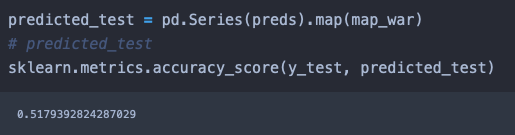 predicted_test = pd.Series(preds).map(map_war)
# predicted_test
sklearn.metrics.accuracy_score(y_test, predicted_test)
0.5179392824287029